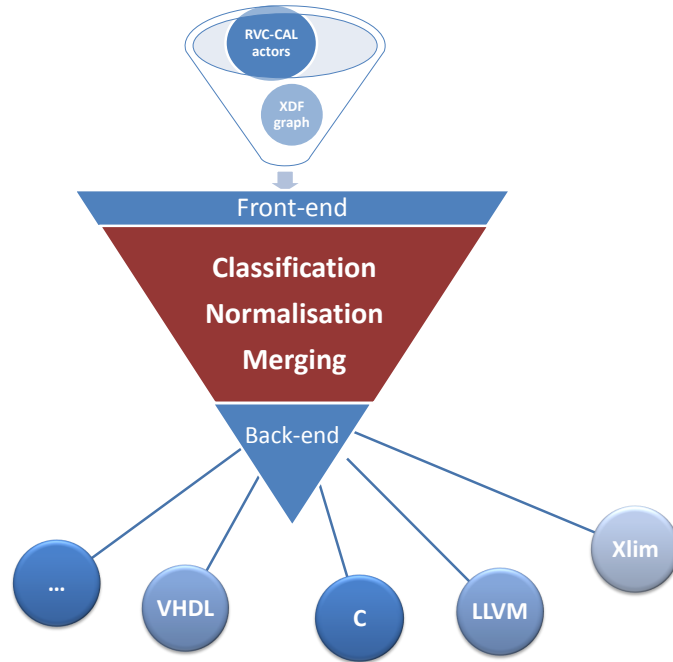 RVC-CAL
actors
XDF
graph
Front-end
Classification
Normalisation
Merging
Back-end
...
VHDL
C
LLVM
Xlim